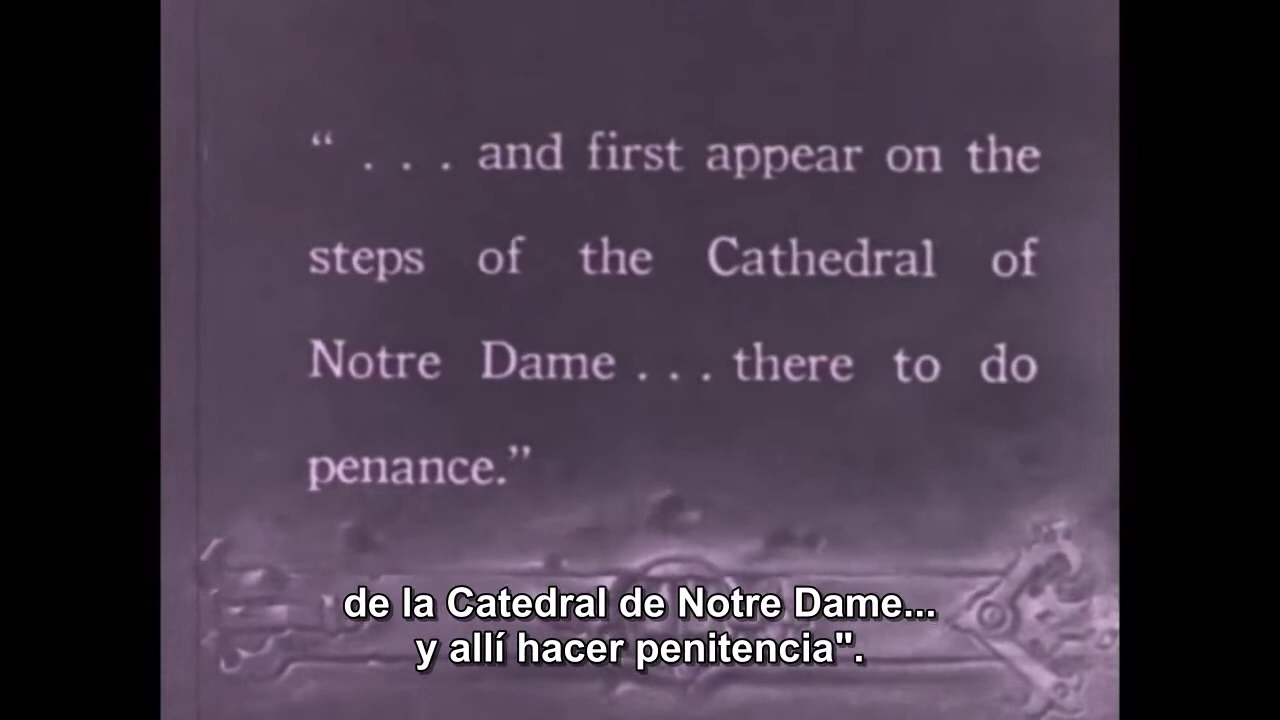 “ . . . and first appear on the
steps of the Cathedral of
Notre Dame . . . there to do
penance.”
de la Catedral de Notre Dame...
y allí hacer penitencia".